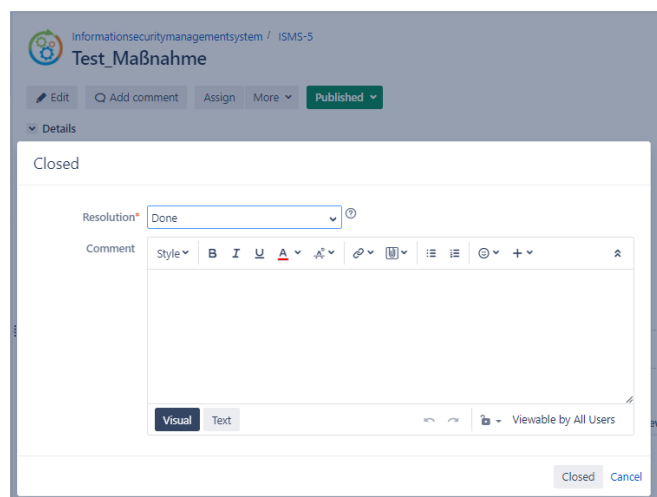 Informationsecuritymanagementsystem / ISMS-5
Test_Maßnahme
Edit Add comment Assign More Published
Details
Closed
Resolution* Done
Comment Style B I U A
Visual Text Viewable by All Users
Closed Cancel